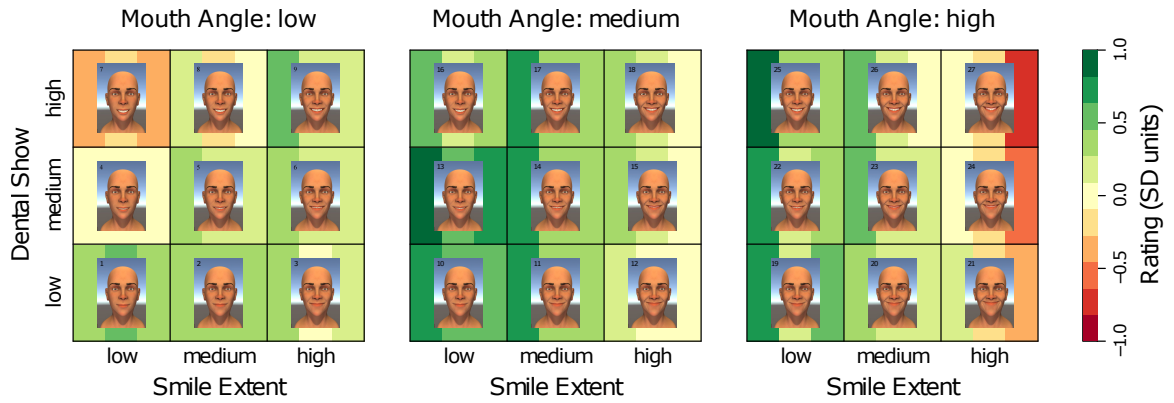 Mouth Angle: low
Mouth Angle: medium
Mouth Angle: high
Dental Show
high
medium
low
7
8
9
4
5
6
1
2
3
low
medium
high
Smile Extent
16
17
18
13
14
15
10
11
12
low
medium
high
Smile Extent
25
26
27
22
23
24
19
20
21
low
medium
high
Smile Extent
1.0
0.5
0.0
−0.5
−1.0
Rating (SD units)